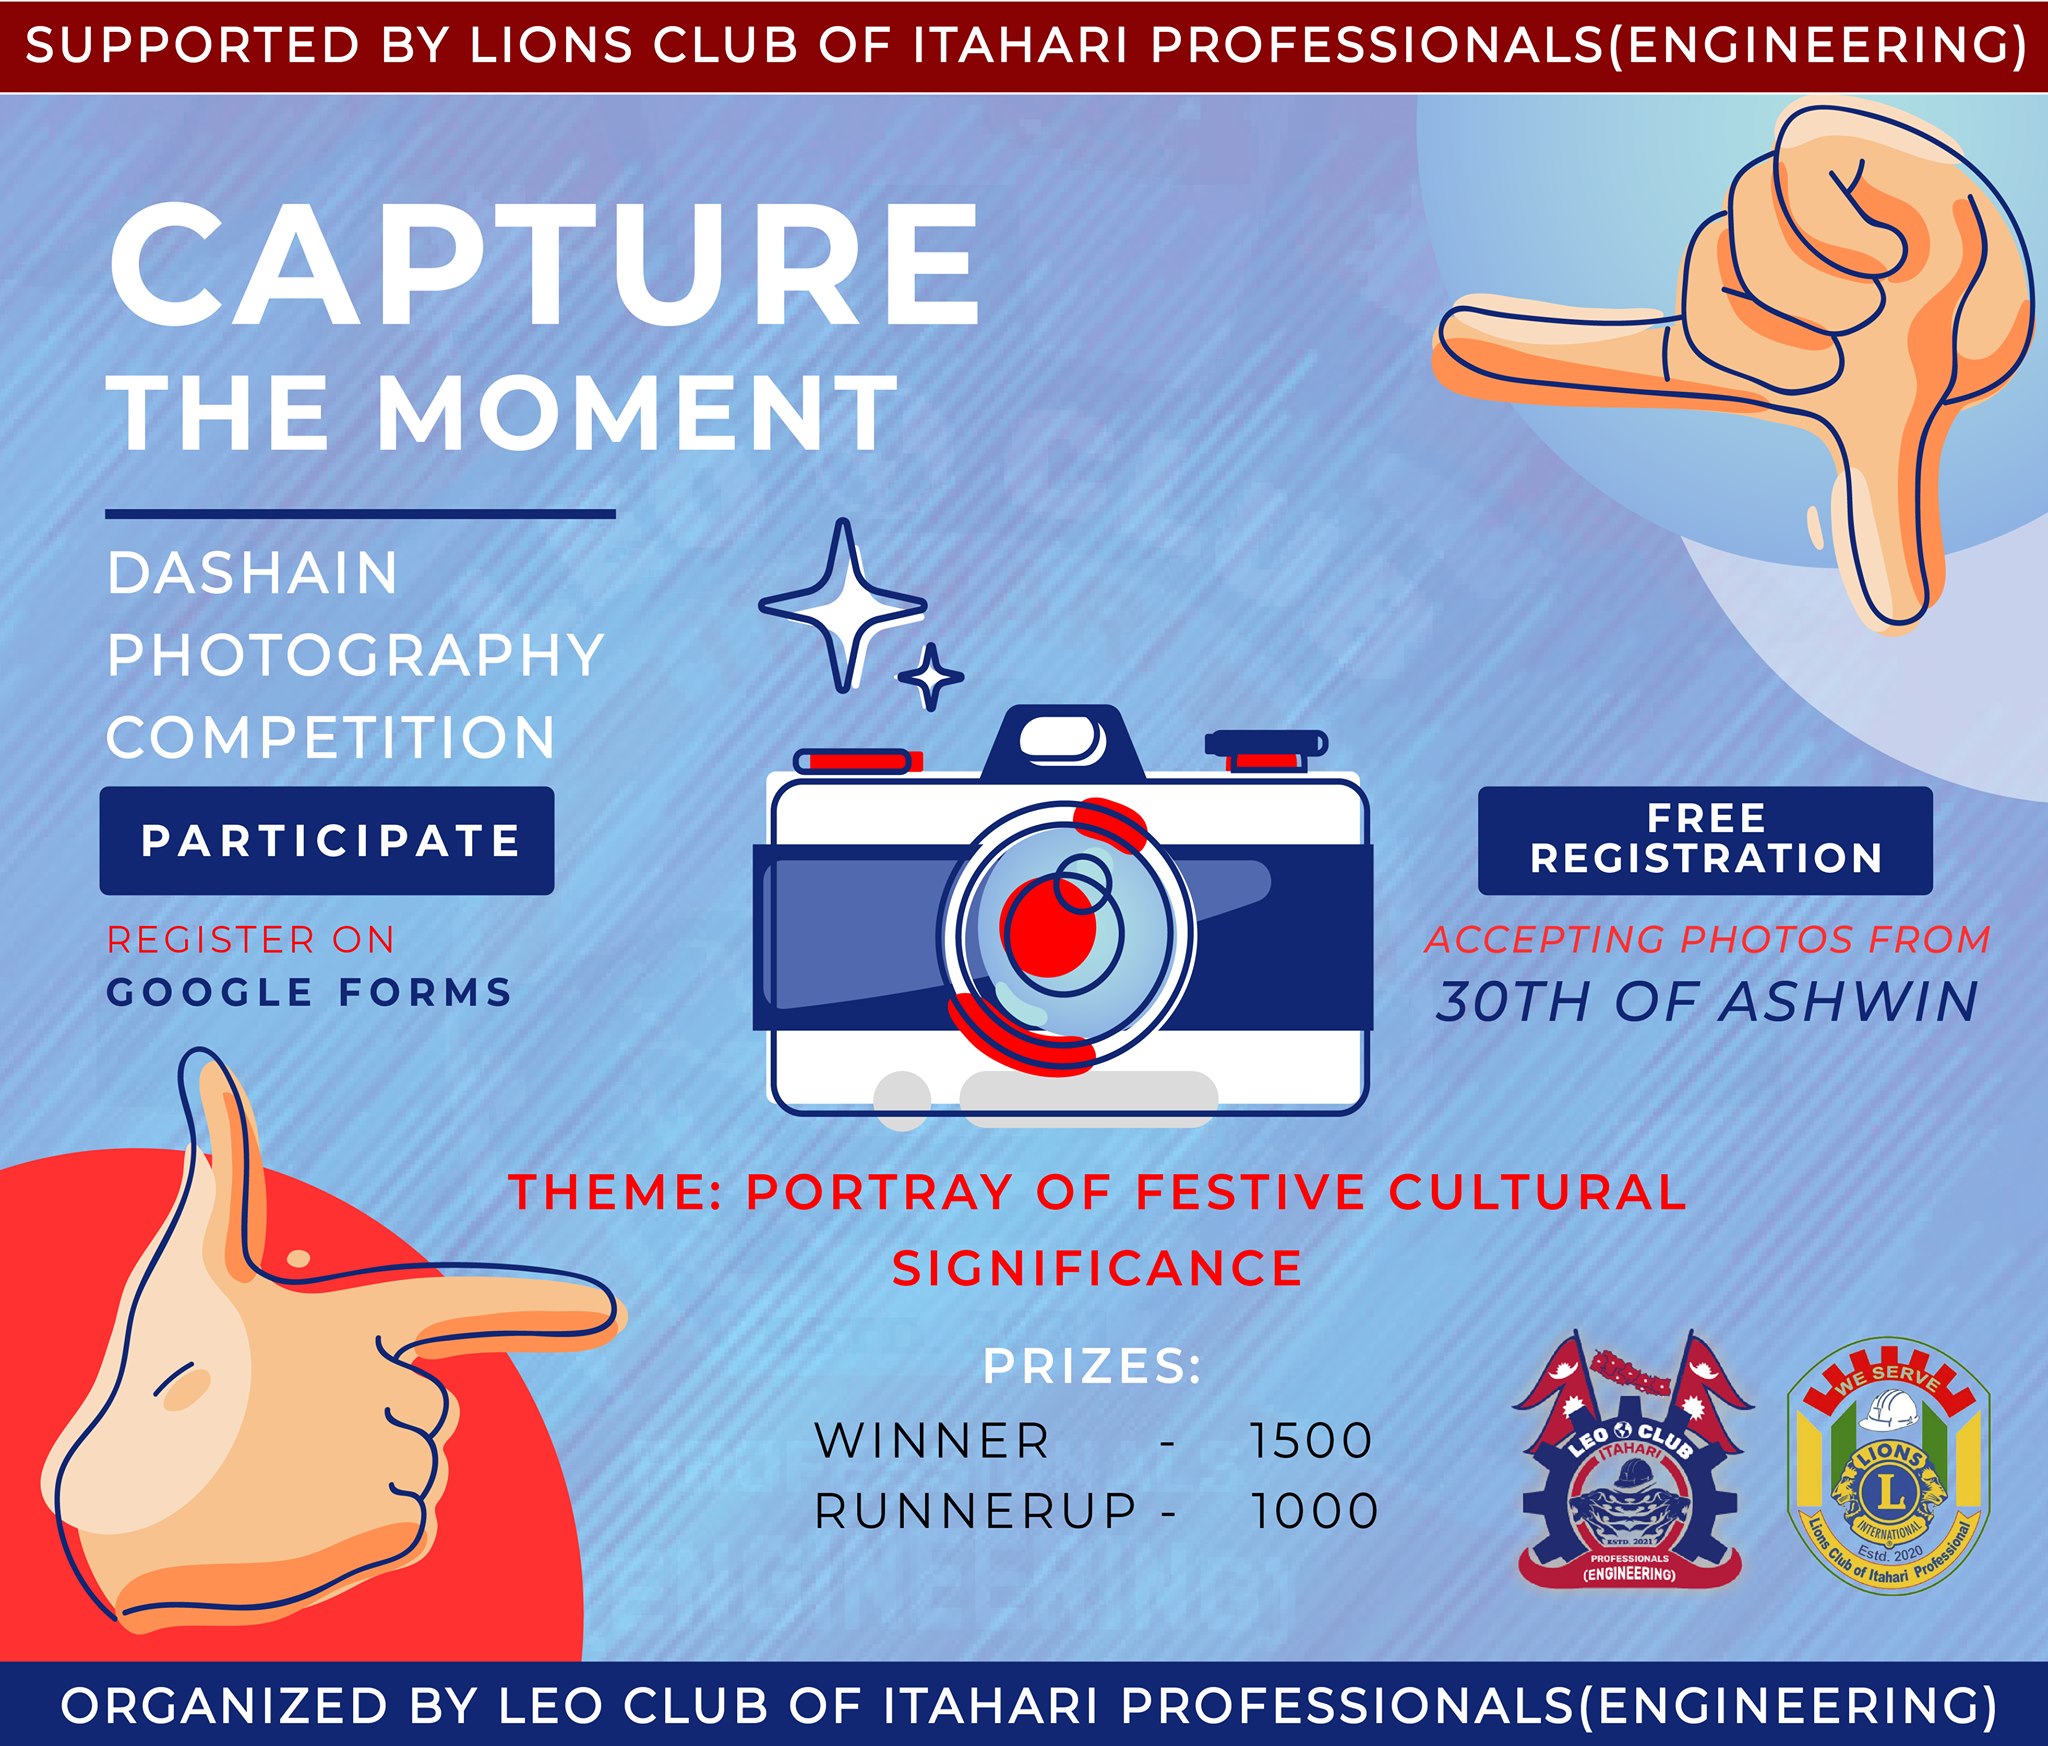 SUPPORTED BY LIONS CLUB OF ITAHARI PROFESSIONALS(ENGINEERING)
CAPTURE
THE MOMENT
DASHAIN
PHOTOGRAPHY
COMPETITION
PARTICIPATE
REGISTER ON
GOOGLE FORMS
FREE
REGISTRATION
ACCEPTING PHOTOS FROM
30TH OF ASHWIN
THEME: PORTRAY OF FESTIVE CULTURAL
SIGNIFICANCE
PRIZES:
WINNER - 1500
RUNNERUP - 1000
LEO CLUB
ITAHARI
ESTD. 2021
PROFESSIONALS
(ENGINEERING)
WE SERVE
LIONS
L
INTERNATIONAL
Estd. 2020
Lions Club of Itahari Professional
ORGANIZED BY LEO CLUB OF ITAHARI PROFESSIONALS(ENGINEERING)